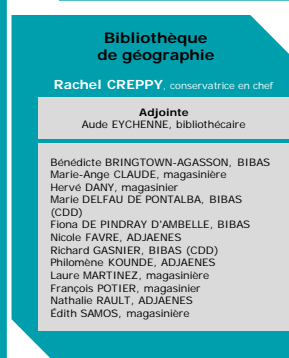 Bibliothèque
de géographie
Rachel CREPPY, conservatrice en chef
Adjointe
Aude EYCHENNE, bibliothécaire
Bénédicte BRINGTOWN-AGASSON, BIBAS
Marie-Ange CLAUDE, magasinière
Hervé DANY, magasinier
Marie DELFAU DE PONTALBA, BIBAS
(CDD)
Fiona DE PINDRAY D'AMBELLE, BIBAS
Nicole FAVRE, ADJAENES
Richard GASNIER, BIBAS (CDD)
Philomène KOUNDE, ADJAENES
Laure MARTINEZ, magasinière
François POTIER, magasinier
Nathalie RAULT, ADJAENES
Édith SAMOS, magasinière